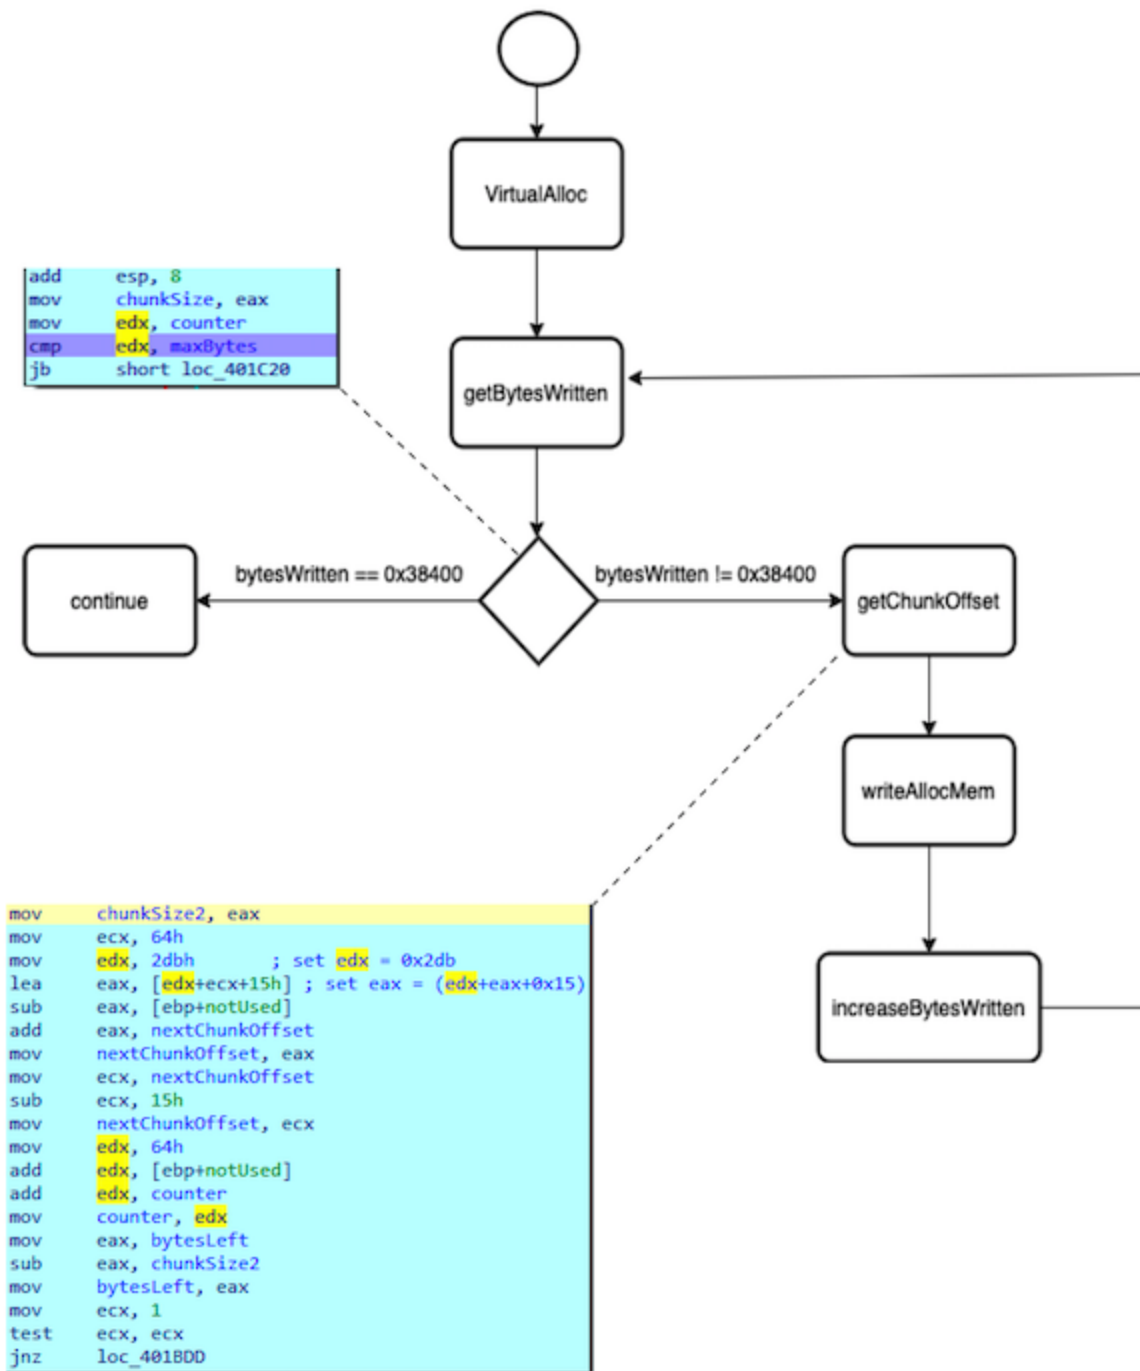 VirtualAlloc
add esp, 8
mov chunkSize, eax
mov edx, counter
cmp edx, maxBytes
jb short loc_401C20
getBytesWritten
continue
bytesWritten == 0x38400
bytesWritten != 0x38400
getChunkOffset
writeAllocMem
increaseBytesWritten
mov chunkSize2, eax
mov ecx, 64h
mov edx, 2dbh ; set edx = 0x2db
lea eax, [edx+ecx+15h] ; set eax = (edx+eax+0x15)
sub eax, [ebp+notUsed]
add eax, nextChunkOffset
mov nextChunkOffset, eax
mov ecx, nextChunkOffset
sub ecx, 15h
mov nextChunkOffset, ecx
mov edx, 64h
add edx, [ebp+notUsed]
add edx, counter
mov counter, edx
mov eax, bytesLeft
sub eax, chunkSize2
mov bytesLeft, eax
mov ecx, 1
test ecx, ecx
jnz loc_401BDD